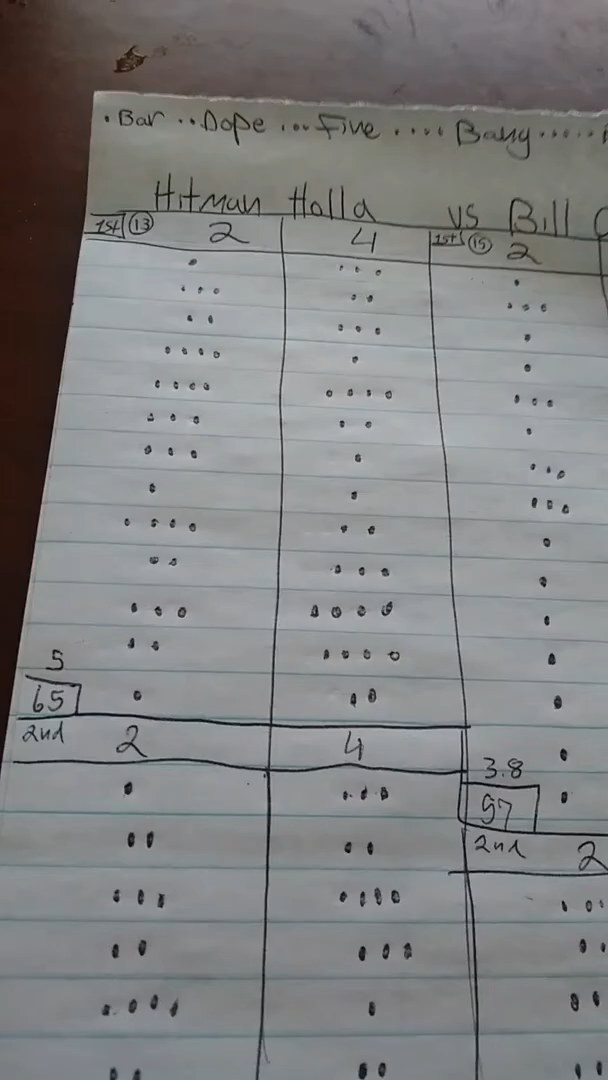 . Bar .. Dope ... Five .... Bang .....
Hitman Holla vs Bill
1st 13 2 4 1st 15 2
5
65
2nd 2 4
3.8
57
2nd 2